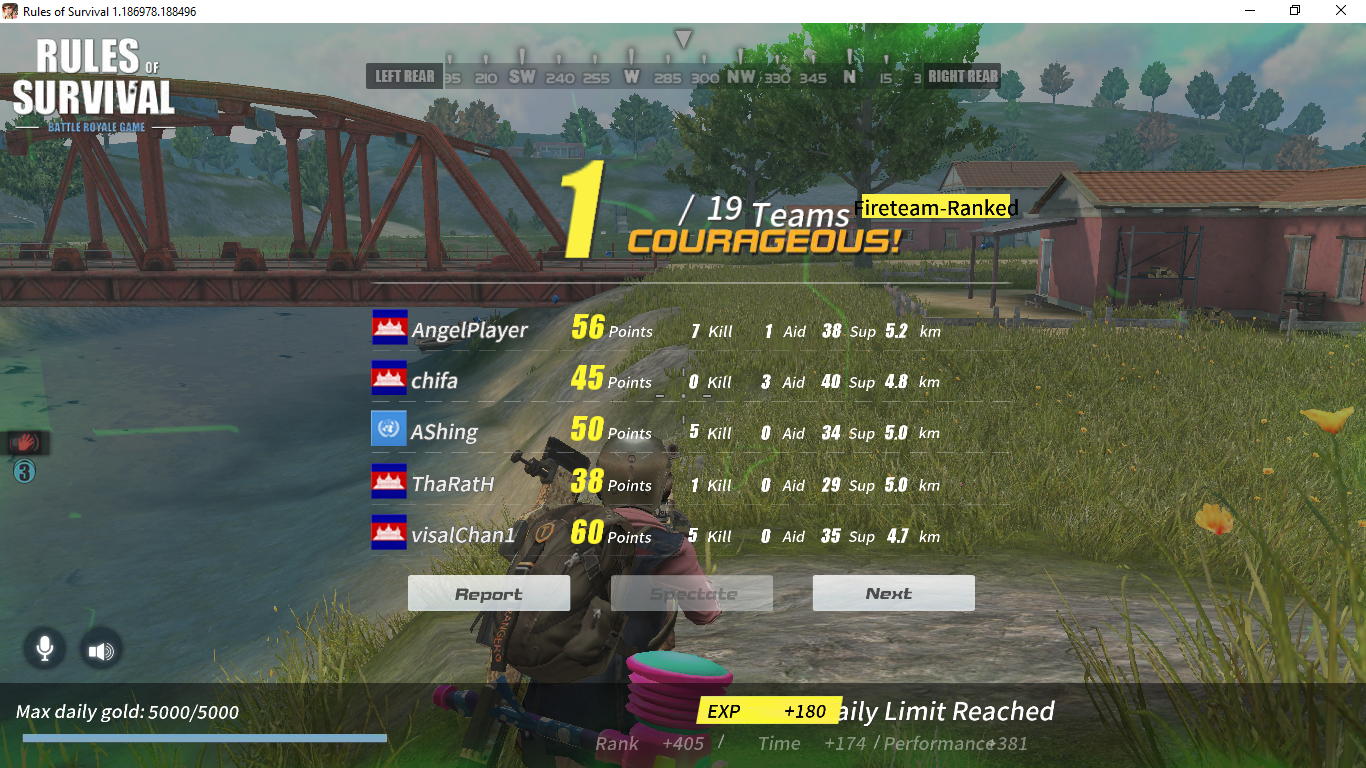 Rules of Survival 1.186978.188496
RULES OF
SURVIVAL
BATTLE ROYALE GAME
LEFT REAR 195 210 SW 240 255 W 285 300 NW 330 345 N 15 3 RIGHT REAR
1 / 19 Teams Fireteam-Ranked
COURAGEOUS!
AngelPlayer 56 Points 7 Kill 1 Aid 38 Sup 5.2 km
chifa 45 Points 0 Kill 3 Aid 40 Sup 4.8 km
AShing 50 Points 5 Kill 0 Aid 34 Sup 5.0 km
ThaRatH 38 Points 1 Kill 0 Aid 29 Sup 5.0 km
visalChan1 60 Points 5 Kill 0 Aid 35 Sup 4.7 km
Report Spectate Next
3
Max daily gold: 5000/5000
EXP +180 aily Limit Reached
Rank +405 / Time +174 / Performance +381